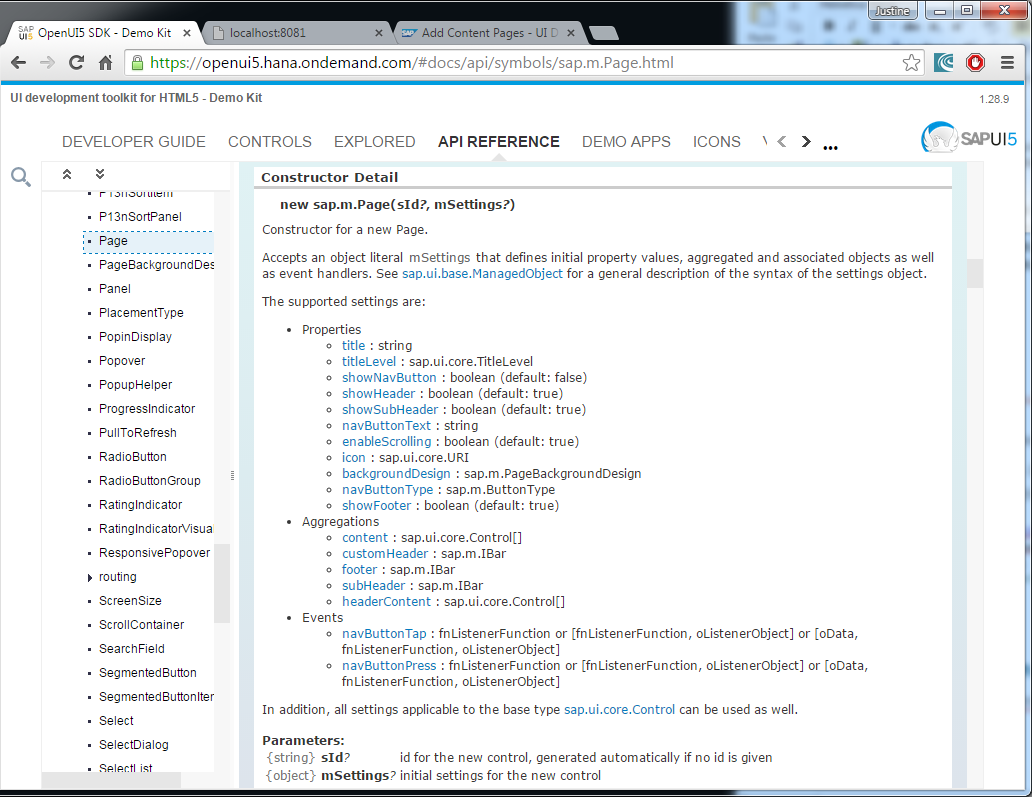 Justine
SAP UI5 OpenUI5 SDK - Demo Kit
localhost:8081
SAP Add Content Pages - UI D
https://openui5.hana.ondemand.com/#docs/api/symbols/sap.m.Page.html
UI development toolkit for HTML5 - Demo Kit
1.28.9
DEVELOPER GUIDE CONTROLS EXPLORED API REFERENCE DEMO APPS ICONS ...
SAPUI5
P13nSortItem
P13nSortPanel
Page
PageBackgroundDes
Panel
PlacementType
PopinDisplay
Popover
PopupHelper
ProgressIndicator
PullToRefresh
RadioButton
RadioButtonGroup
RatingIndicator
RatingIndicatorVisua
ResponsivePopover
routing
ScreenSize
ScrollContainer
SearchField
SegmentedButton
SegmentedButtonIter
Select
SelectDialog
SelectList
Constructor Detail
new sap.m.Page(sId?, mSettings?)
Constructor for a new Page.
Accepts an object literal mSettings that defines initial property values, aggregated and associated objects as well
as event handlers. See sap.ui.base.ManagedObject for a general description of the syntax of the settings object.
The supported settings are:
• Properties
◦ title : string
◦ titleLevel : sap.ui.core.TitleLevel
◦ showNavButton : boolean (default: false)
◦ showHeader : boolean (default: true)
◦ showSubHeader : boolean (default: true)
◦ navButtonText : string
◦ enableScrolling : boolean (default: true)
◦ icon : sap.ui.core.URI
◦ backgroundDesign : sap.m.PageBackgroundDesign
◦ navButtonType : sap.m.ButtonType
◦ showFooter : boolean (default: true)
• Aggregations
◦ content : sap.ui.core.Control[]
◦ customHeader : sap.m.IBar
◦ footer : sap.m.IBar
◦ subHeader : sap.m.IBar
◦ headerContent : sap.ui.core.Control[]
• Events
◦ navButtonTap : fnListenerFunction or [fnListenerFunction, oListenerObject] or [oData,
fnListenerFunction, oListenerObject]
◦ navButtonPress : fnListenerFunction or [fnListenerFunction, oListenerObject] or [oData,
fnListenerFunction, oListenerObject]
In addition, all settings applicable to the base type sap.ui.core.Control can be used as well.
Parameters:
{string} sId? id for the new control, generated automatically if no id is given
{object} mSettings? initial settings for the new control